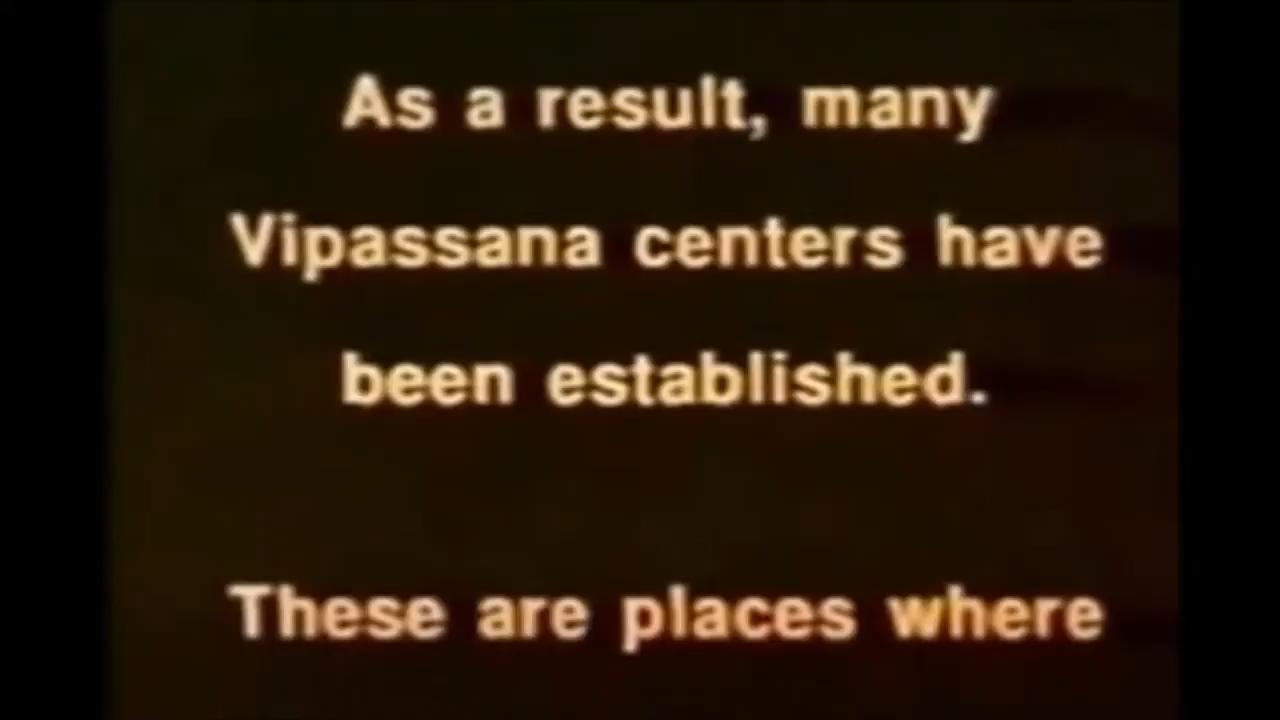 As a result, many
Vipassana centers have
been established.
These are places where